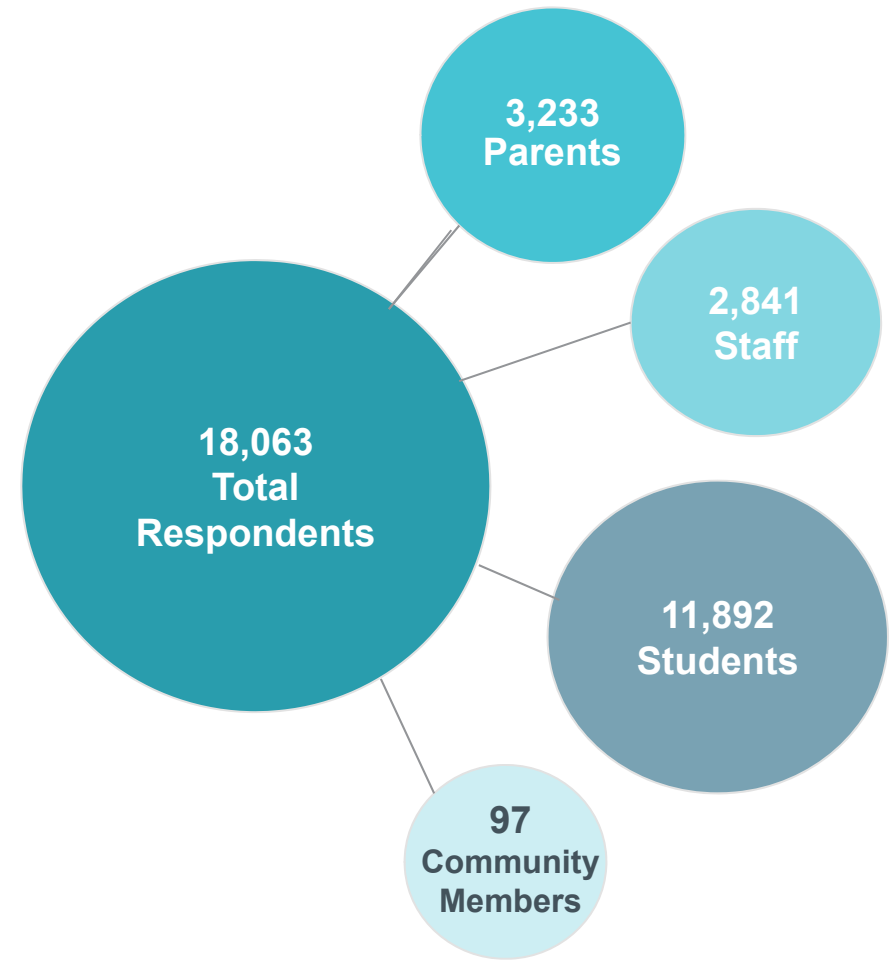 3,233
Parents
2,841
Staff
18,063
Total
Respondents
11,892
Students
97
Community
Members